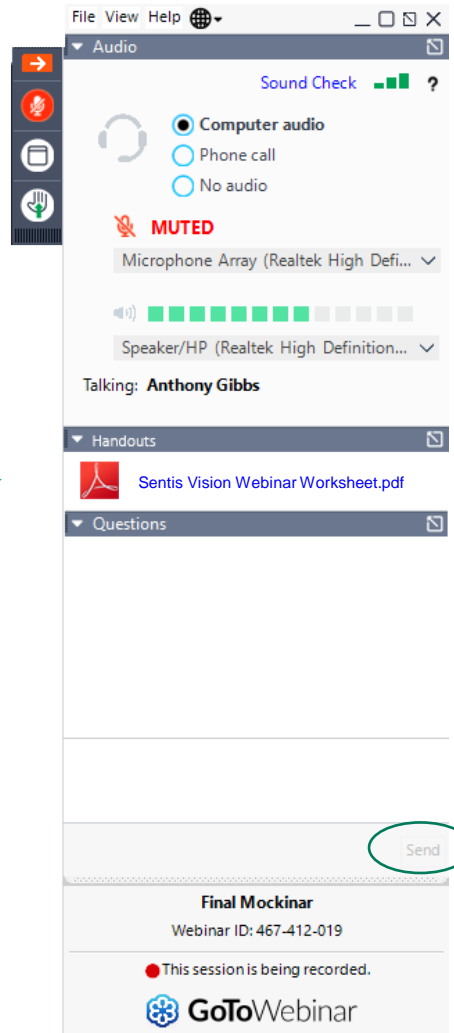 File View Help
Audio
Sound Check ?
Computer audio
Phone call
No audio
MUTED
Microphone Array (Realtek High Defi...
Speaker/HP (Realtek High Definition...
Talking: Anthony Gibbs
Handouts
Sentis Vision Webinar Worksheet.pdf
Questions
Send
Final Mockinar
Webinar ID: 467-412-019
This session is being recorded.
GoToWebinar